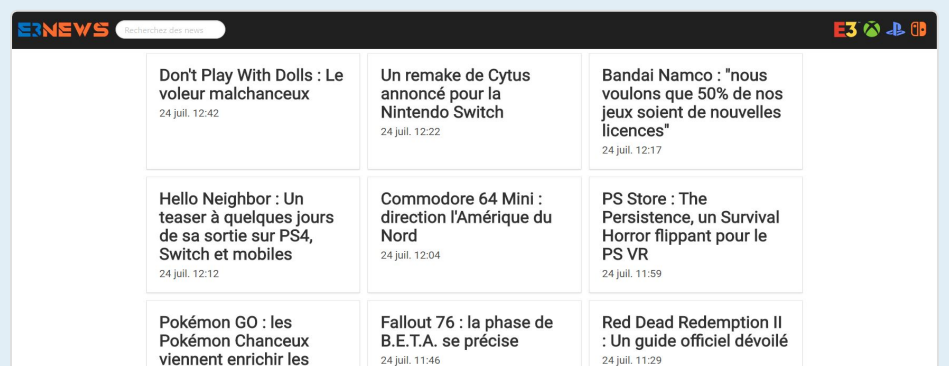 E3NEWS
Recherchez des news
E3
Don't Play With Dolls : Le
voleur malchanceux
24 juil. 12:42
Un remake de Cytus
annoncé pour la
Nintendo Switch
24 juil. 12:22
Bandai Namco : "nous
voulons que 50% de nos
jeux soient de nouvelles
licences"
24 juil. 12:17
Hello Neighbor : Un
teaser à quelques jours
de sa sortie sur PS4,
Switch et mobiles
24 juil. 12:12
Commodore 64 Mini :
direction l'Amérique du
Nord
24 juil. 12:04
PS Store : The
Persistence, un Survival
Horror flippant pour le
PS VR
24 juil. 11:59
Pokémon GO : les
Pokémon Chanceux
viennent enrichir les
Fallout 76 : la phase de
B.E.T.A. se précise
24 juil. 11:46
Red Dead Redemption II
: Un guide officiel dévoilé
24 juil. 11:29